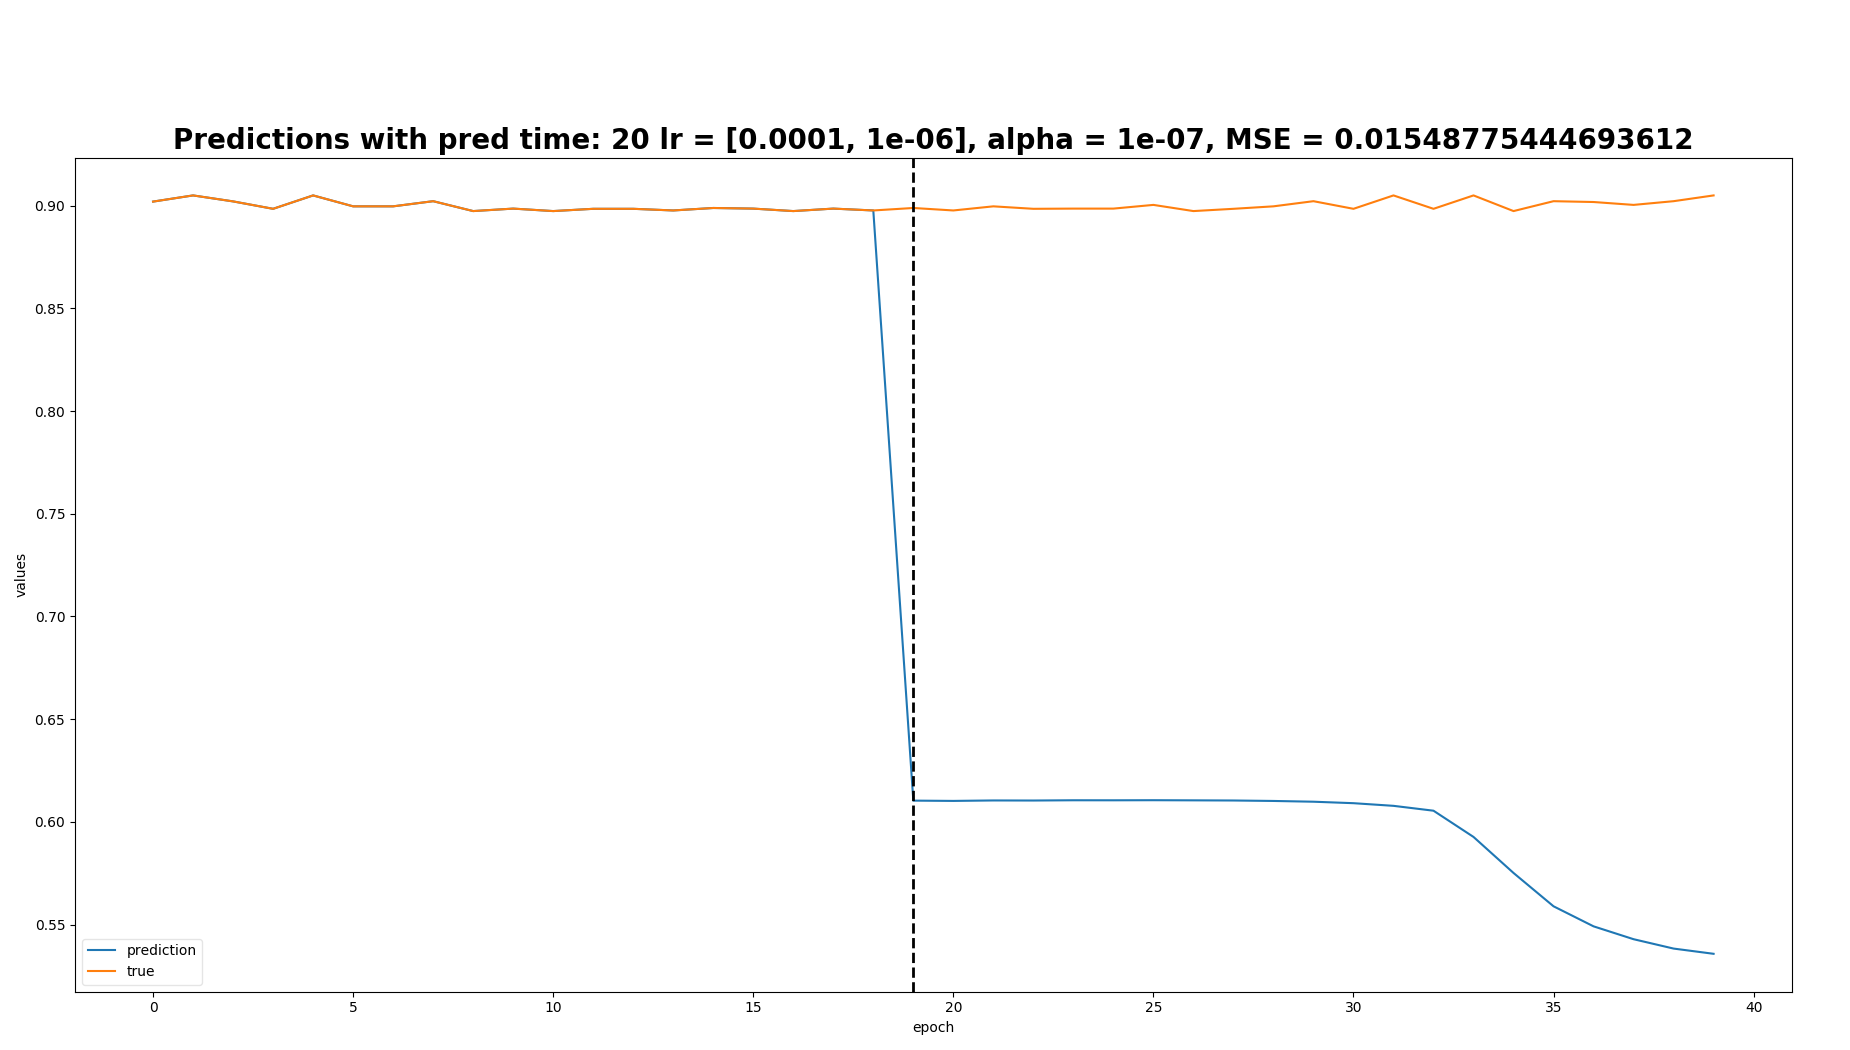 Predictions with pred time: 20 lr = [0.0001, 1e-06], alpha = 1e-07, MSE = 0.01548775444693612
values
0.90
0.85
0.80
0.75
0.70
0.65
0.60
0.55
prediction
true
0 5 10 15 20 25 30 35 40
epoch